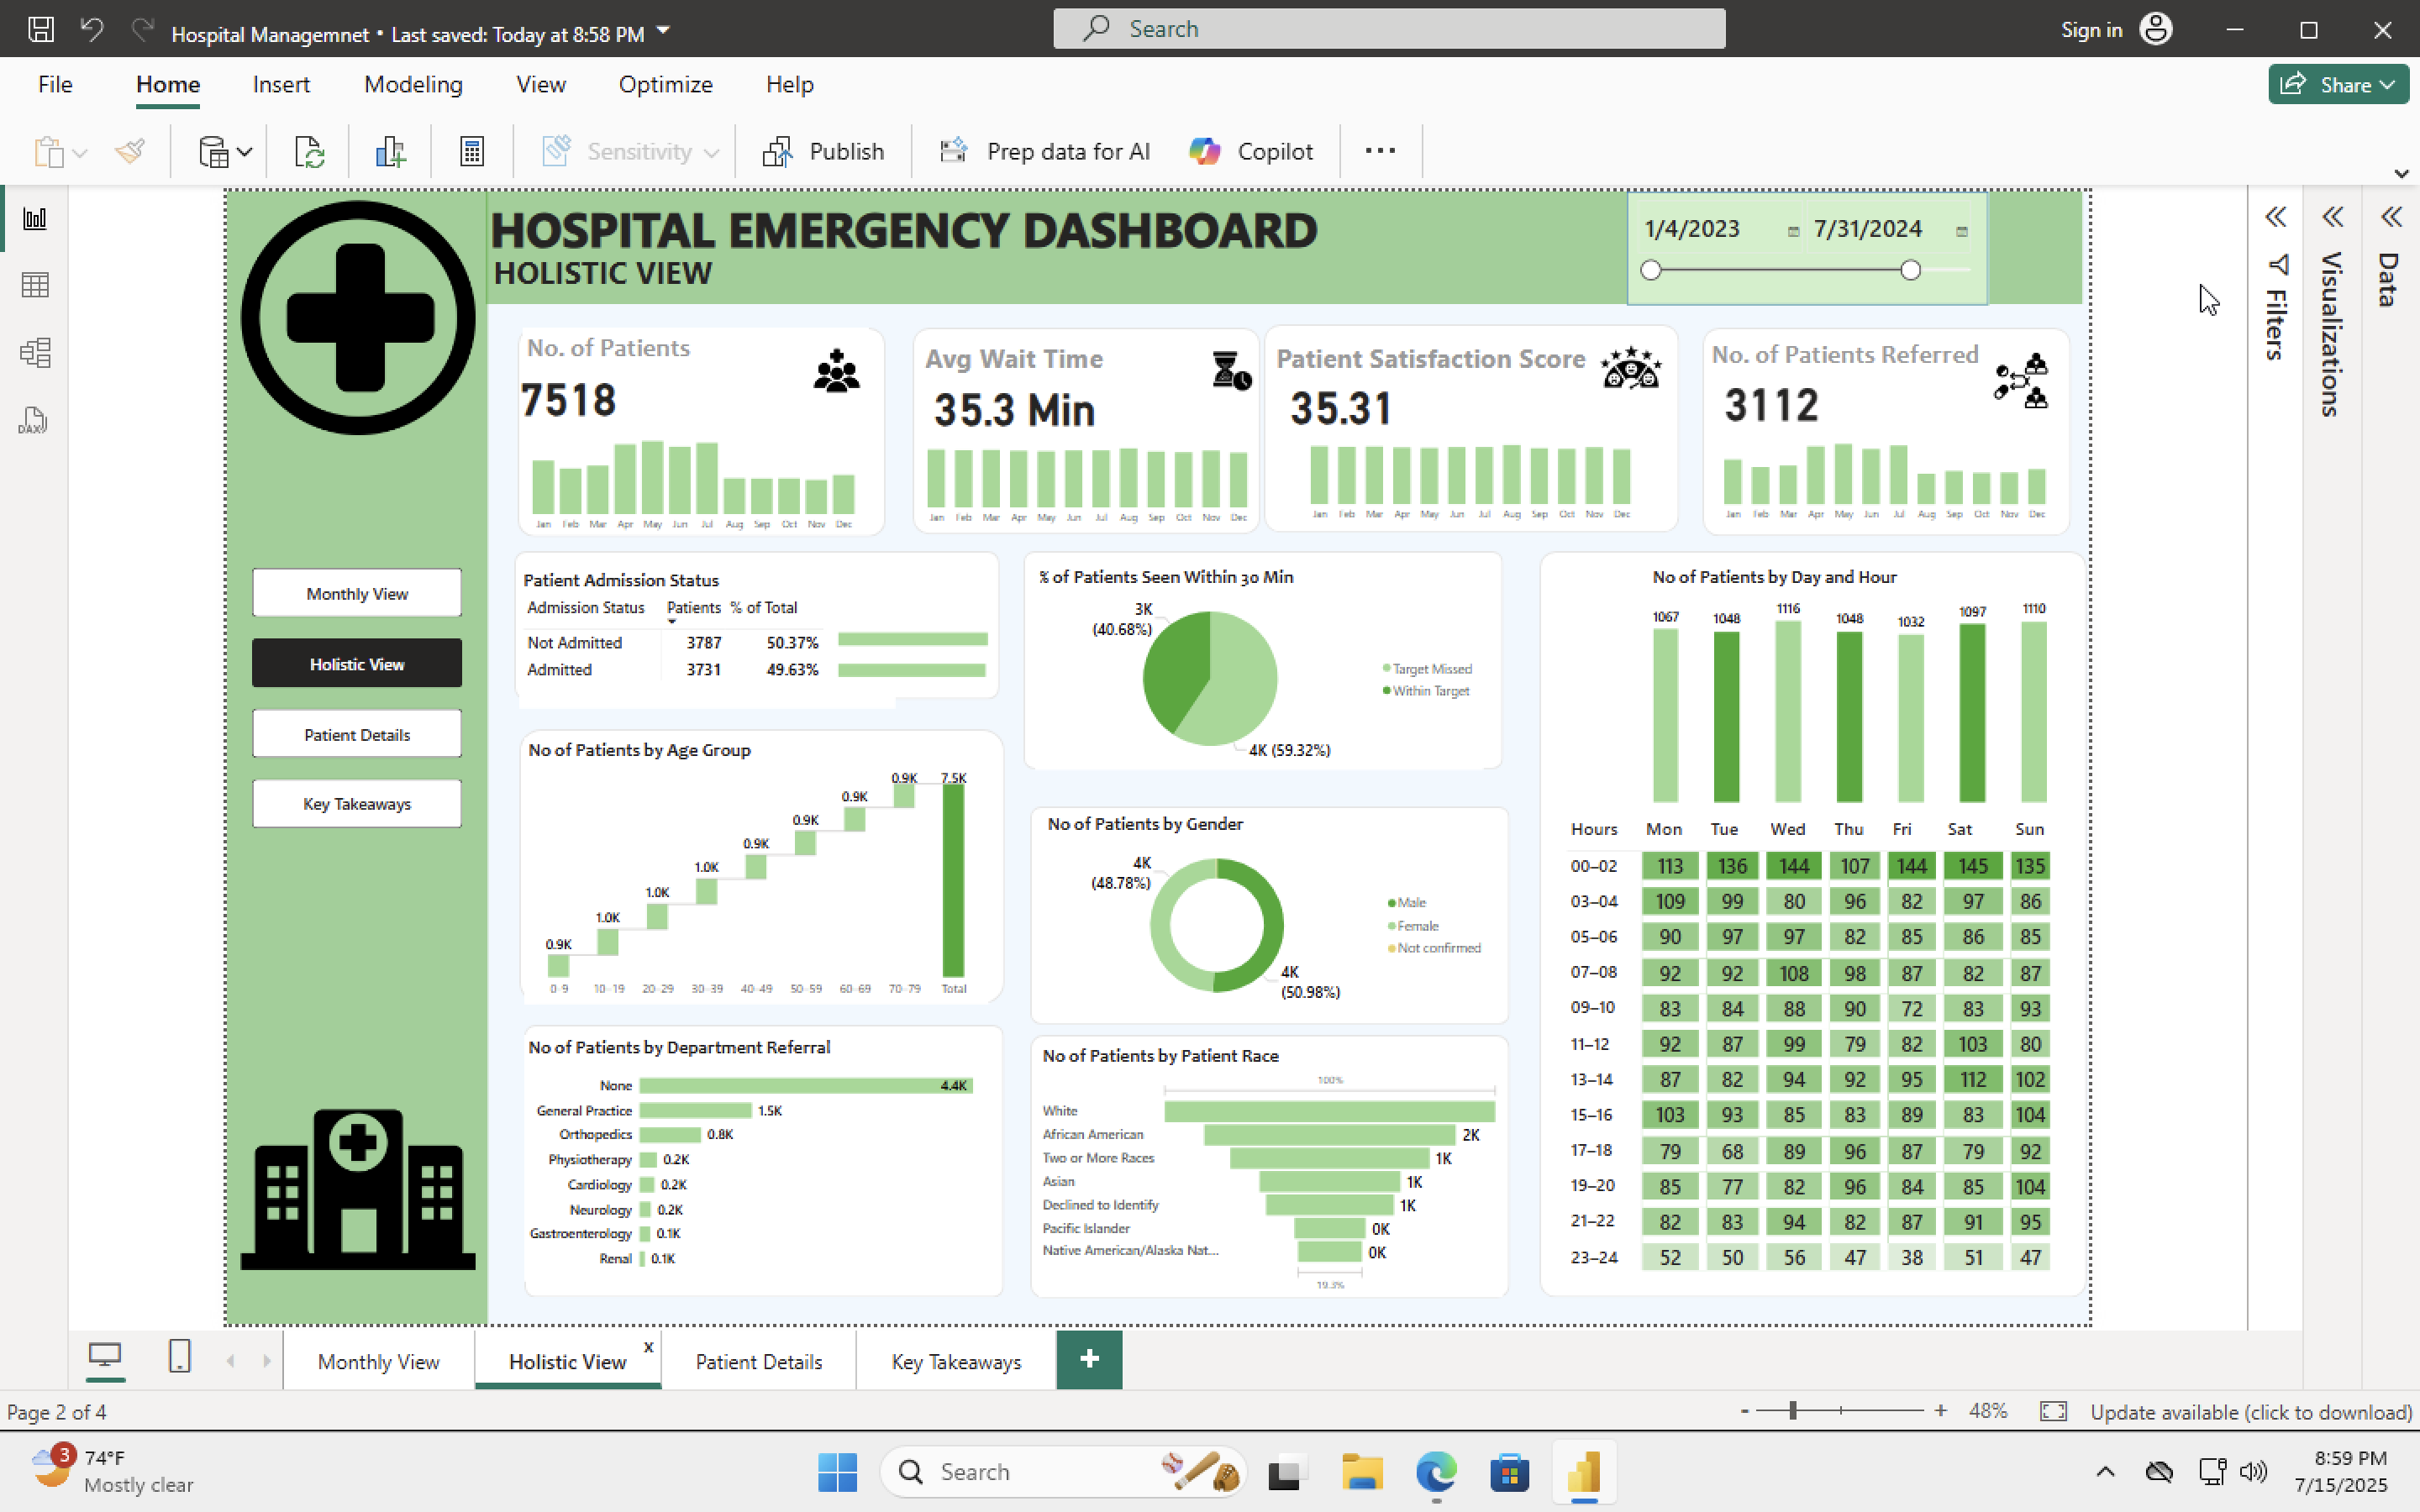 Hospital Managemnet • Last saved: Today at 8:58 PM
Search
Sign in
File Home Insert Modeling View Optimize Help
Share
Sensitivity
Publish
Prep data for AI
Copilot
DAX
HOSPITAL EMERGENCY DASHBOARD
HOLISTIC VIEW
1/4/2023 7/31/2024
Filters
Visualizations
Data
No. of Patients
7518
Jan Feb Mar Apr May Jun Jul Aug Sep Oct Nov Dec
Avg Wait Time
35.3 Min
Jan Feb Mar Apr May Jun Jul Aug Sep Oct Nov Dec
Patient Satisfaction Score
35.31
Jan Feb Mar Apr May Jun Jul Aug Sep Oct Nov Dec
No. of Patients Referred
3112
Jan Feb Mar Apr May Jun Jul Aug Sep Oct Nov Dec
Monthly View
Holistic View
Patient Details
Key Takeaways
Patient Admission Status
Admission Status Patients % of Total
Not Admitted 3787 50.37%
Admitted 3731 49.63%
% of Patients Seen Within 30 Min
3K
(40.68%)
Target Missed
Within Target
4K (59.32%)
No of Patients by Age Group
0.9K 1.0K 1.0K 1.0K 0.9K 0.9K 0.9K 0.9K 7.5K
0-9 10-19 20-29 30-39 40-49 50-59 60-69 70-79 Total
No of Patients by Gender
4K
(48.78%)
Male
Female
Not confirmed
4K
(50.98%)
No of Patients by Department Referral
None 4.4K
General Practice 1.5K
Orthopedics 0.8K
Physiotherapy 0.2K
Cardiology 0.2K
Neurology 0.2K
Gastroenterology 0.1K
Renal 0.1K
No of Patients by Patient Race
100%
White
African American 2K
Two or More Races 1K
Asian 1K
Declined to Identify 1K
Pacific Islander 0K
Native American/Alaska Nat... 0K
19.3%
No of Patients by Day and Hour
1067 1048 1116 1048 1032 1097 1110
Hours Mon Tue Wed Thu Fri Sat Sun
00–02 113 136 144 107 144 145 135
03–04 109 99 80 96 82 97 86
05–06 90 97 97 82 85 86 85
07–08 92 92 108 98 87 82 87
09–10 83 84 88 90 72 83 93
11–12 92 87 99 79 82 103 80
13–14 87 82 94 92 95 112 102
15–16 103 93 85 83 89 83 104
17–18 79 68 89 96 87 79 92
19–20 85 77 82 96 84 85 104
21–22 82 83 94 82 87 91 95
23–24 52 50 56 47 38 51 47
Monthly View Holistic View x Patient Details Key Takeaways +
Page 2 of 4
- + 48%
Update available (click to download)
3
74°F
Mostly clear
Search
8:59 PM
7/15/2025